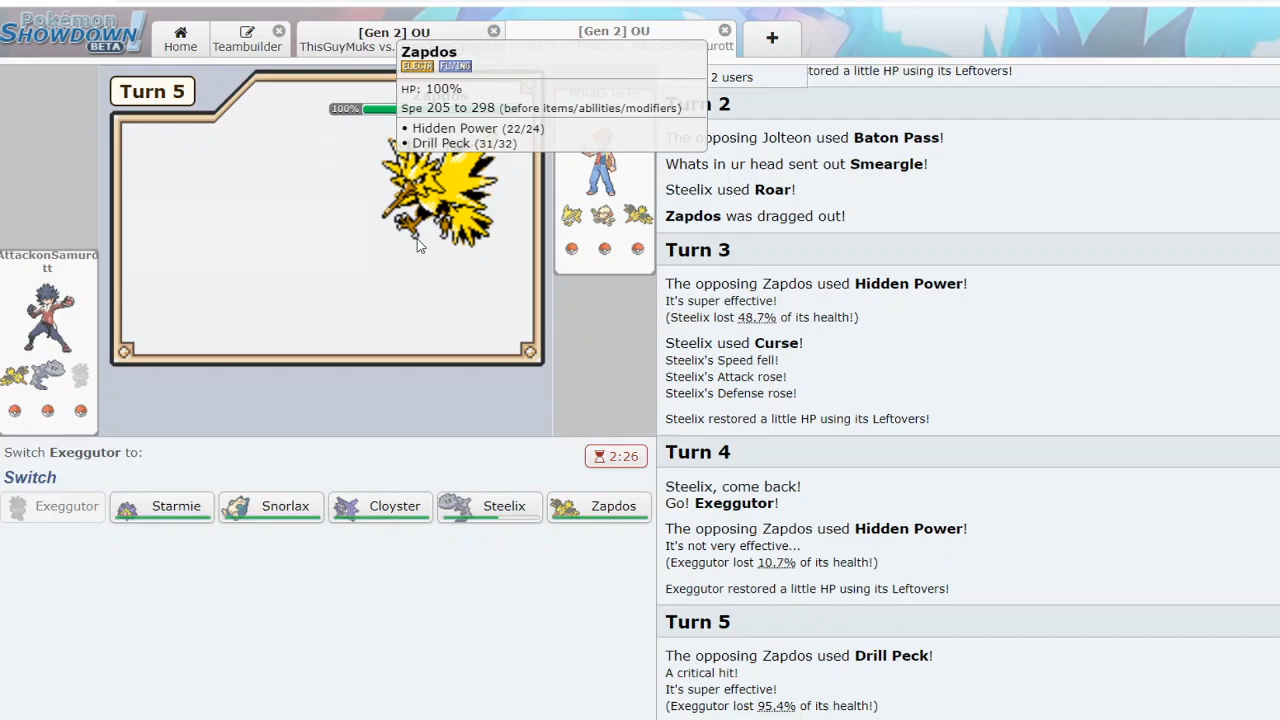 Pokémon
SHOWDOWN
BETA
Home
Teambuilder
[Gen 2] OU
ThisGuyMuks vs.
[Gen 2] OU
Zapdos
ELECTR FLYING
HP: 100%
Spe 205 to 298 (before items/abilities/modifiers)
• Hidden Power (22/24)
• Drill Peck (31/32)
2 users
Turn 5
100%
AttackonSamuro
tt
Switch Exeggutor to:
2:26
Switch
Exeggutor
Starmie
Snorlax
Cloyster
Steelix
Zapdos
tored a little HP using its Leftovers!
Turn 2
The opposing Jolteon used Baton Pass!
Whats in ur head sent out Smeargle!
Steelix used Roar!
Zapdos was dragged out!
Turn 3
The opposing Zapdos used Hidden Power!
It's super effective!
(Steelix lost 48.7% of its health!)
Steelix used Curse!
Steelix's Speed fell!
Steelix's Attack rose!
Steelix's Defense rose!
Steelix restored a little HP using its Leftovers!
Turn 4
Steelix, come back!
Go! Exeggutor!
The opposing Zapdos used Hidden Power!
It's not very effective...
(Exeggutor lost 10.7% of its health!)
Exeggutor restored a little HP using its Leftovers!
Turn 5
The opposing Zapdos used Drill Peck!
A critical hit!
It's super effective!
(Exeggutor lost 95.4% of its health!)